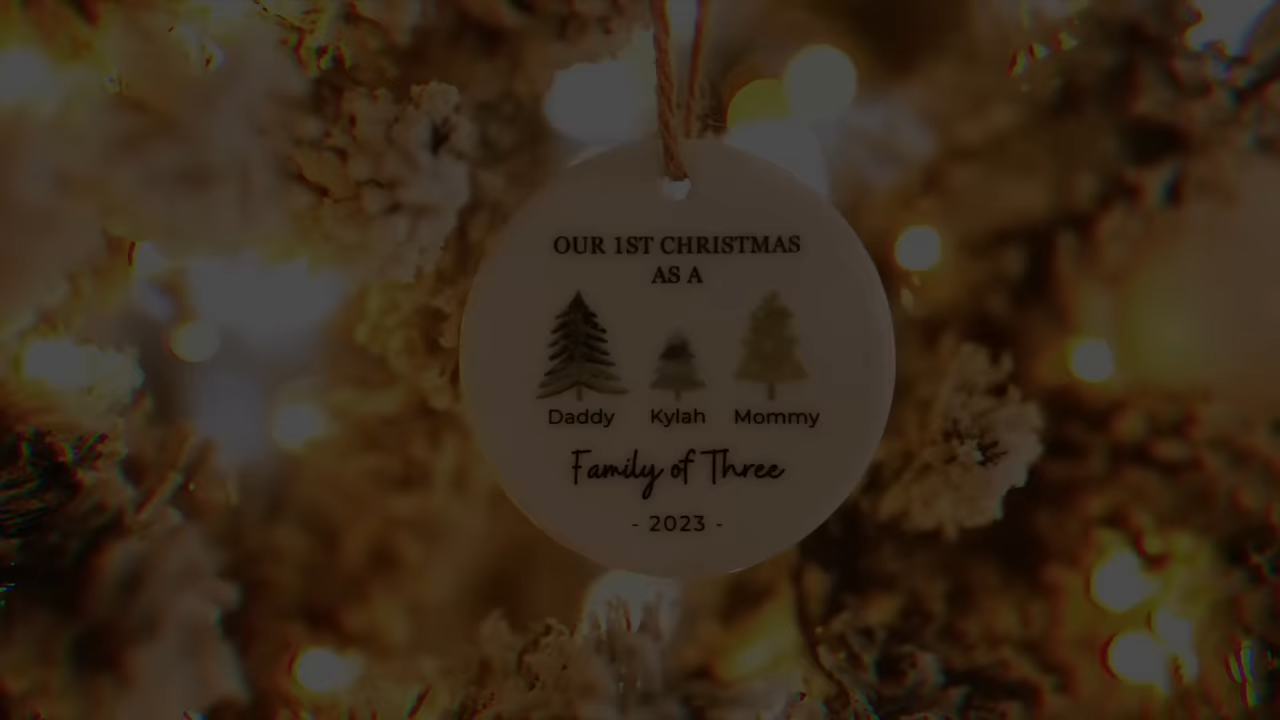 OUR 1ST CHRISTMAS
AS A
Daddy Kylah Mommy
Family of Three
- 2023 -